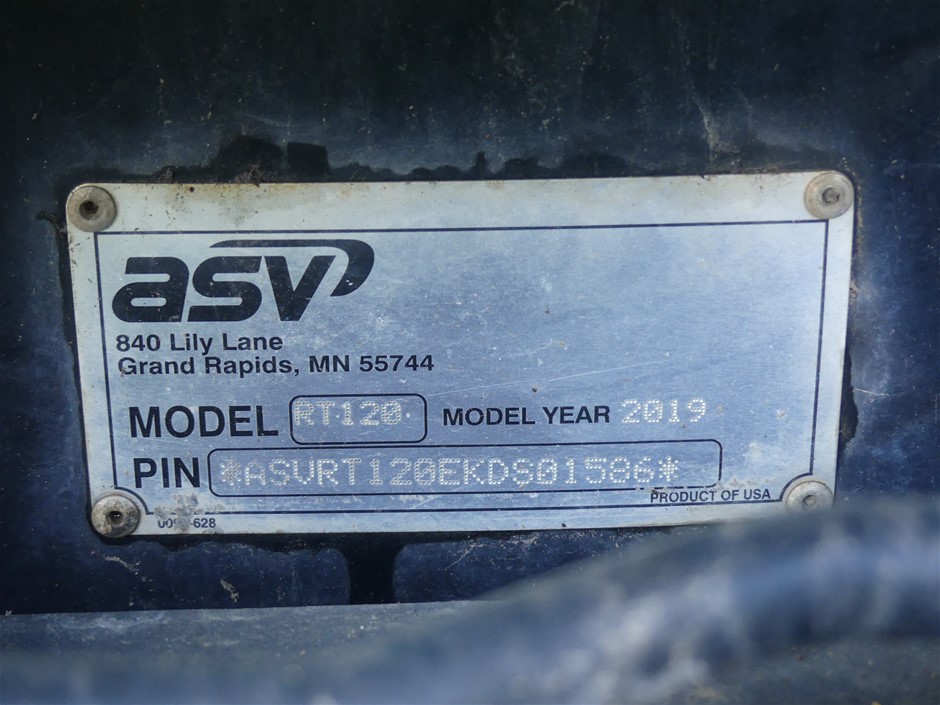 asv
840 Lily Lane
Grand Rapids, MN 55744
MODEL RT120 MODEL YEAR 2019
PIN *ASVRT120EKDS01586*
PRODUCT OF USA